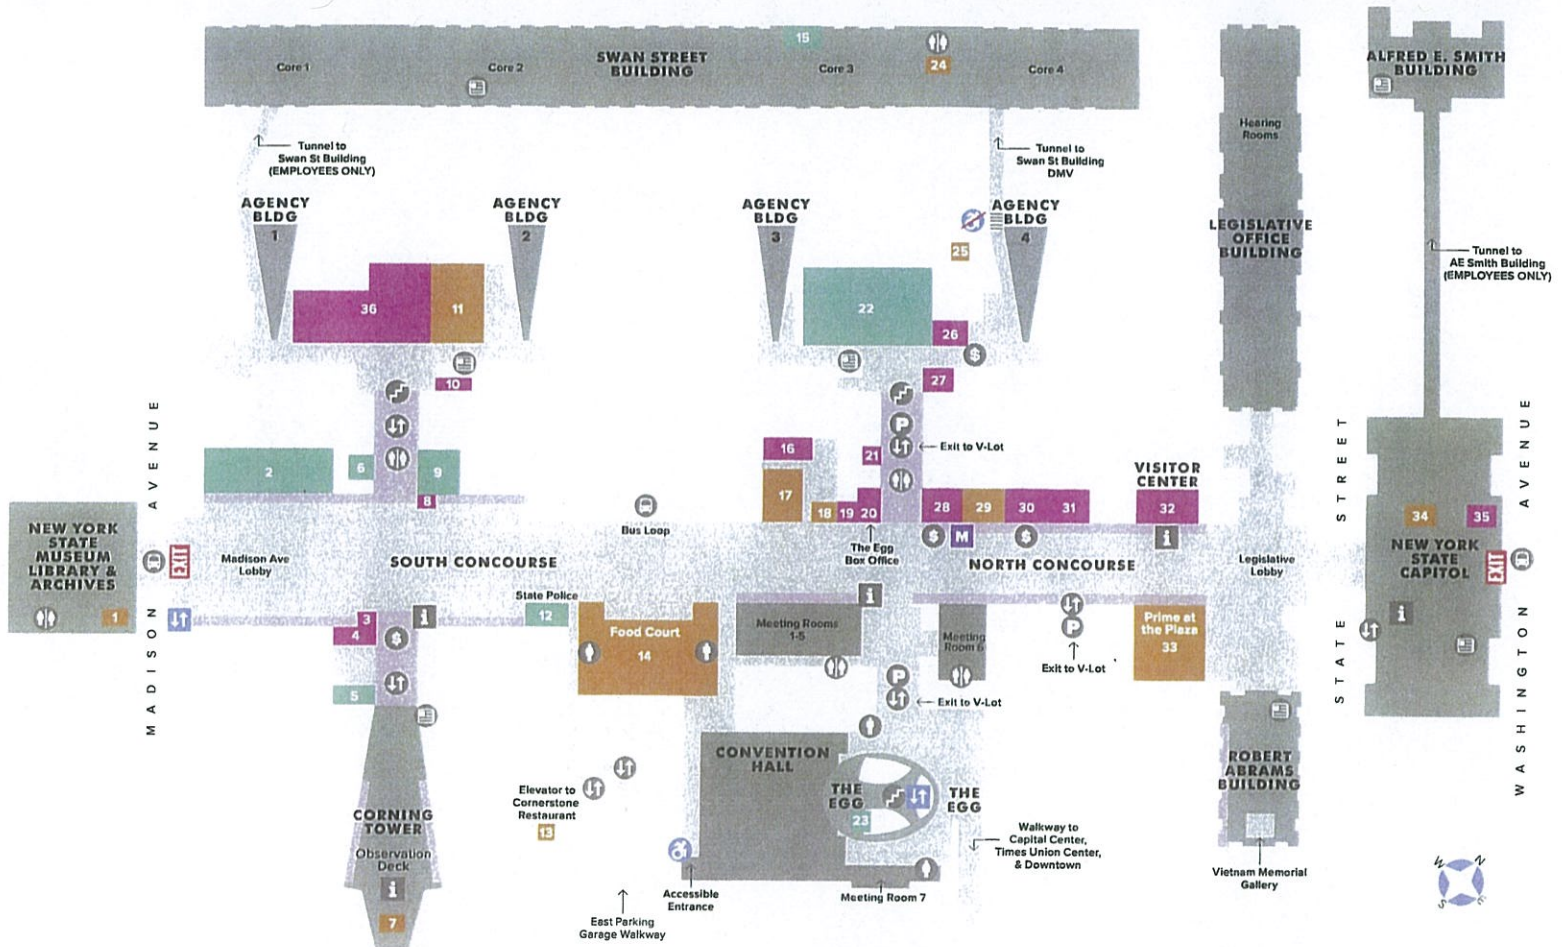 SWAN STREET
BUILDING
Core 1
Core 2
Core 3
Core 4
15
24
ALFRED E. SMITH
BUILDING
Hearing
Rooms
Tunnel to
Swan St Building
(EMPLOYEES ONLY)
Tunnel to
Swan St Building
DMV
AGENCY
BLDG
1
AGENCY
BLDG
2
AGENCY
BLDG
3
AGENCY
BLDG
4
25
LEGISLATIVE
OFFICE
BUILDING
Tunnel to
AE Smith Building
(EMPLOYEES ONLY)
36
11
22
26
$
10
27
P
Exit to V-Lot
2
6
9
8
16
21
17
18
19
20
28
29
30
31
VISITOR
CENTER
32
AVENUE
STREET
AVENUE
NEW YORK
STATE
MUSEUM
LIBRARY &
ARCHIVES
1
EXIT
Madison Ave
Lobby
SOUTH CONCOURSE
Bus Loop
The Egg
Box Office
$
M
$
i
NORTH CONCOURSE
Legislative
Lobby
34
35
NEW YORK
STATE
CAPITOL
EXIT
i
MADISON
STATE
WASHINGTON
3
4
$
i
5
State Police
12
Food Court
14
i
Meeting Rooms
1-5
Meeting
Room 6
P
Exit to V-Lot
Prime at
the Plaza
33
P
Exit to V-Lot
CONVENTION
HALL
THE
EGG
23
THE
EGG
ROBERT
ABRAMS
BUILDING
CORNING
TOWER
Observation
Deck
i
7
Elevator to
Cornerstone
Restaurant
13
Walkway to
Capital Center,
Times Union Center,
& Downtown
Accessible
Entrance
Meeting Room 7
East Parking
Garage Walkway
Vietnam Memorial
Gallery
W
N
S
E